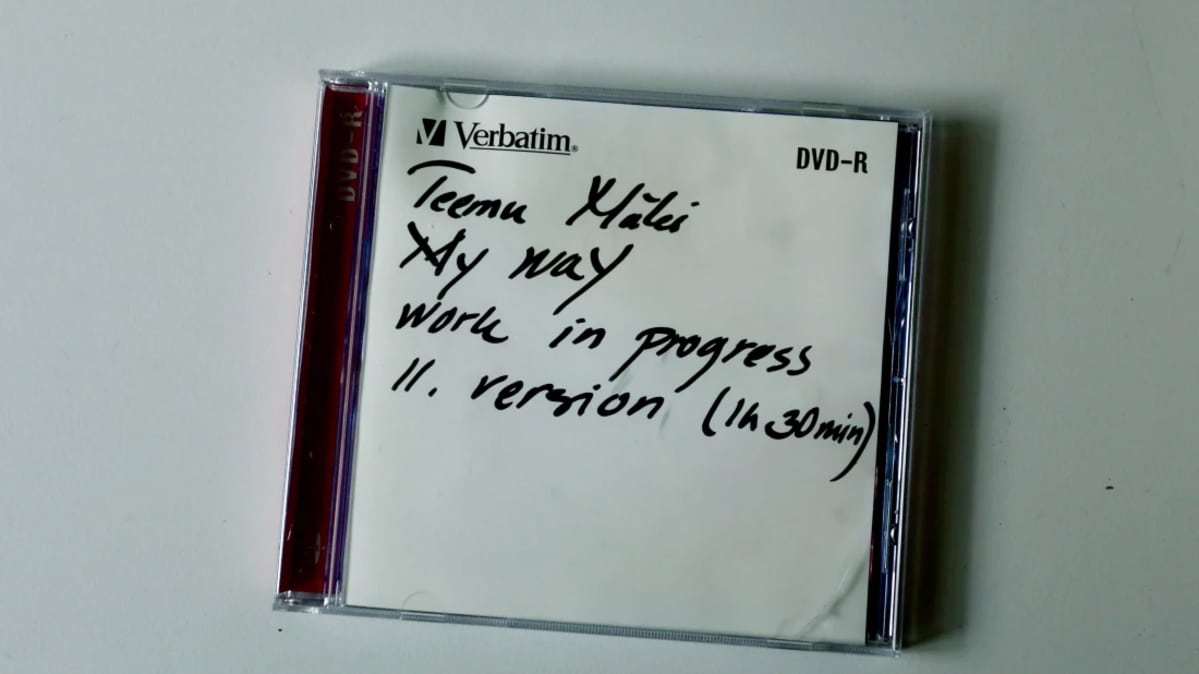 DVD-R
Verbatim®
DVD-R
Teemu Mäki
My way
work in progress
11. version (1h 30min)